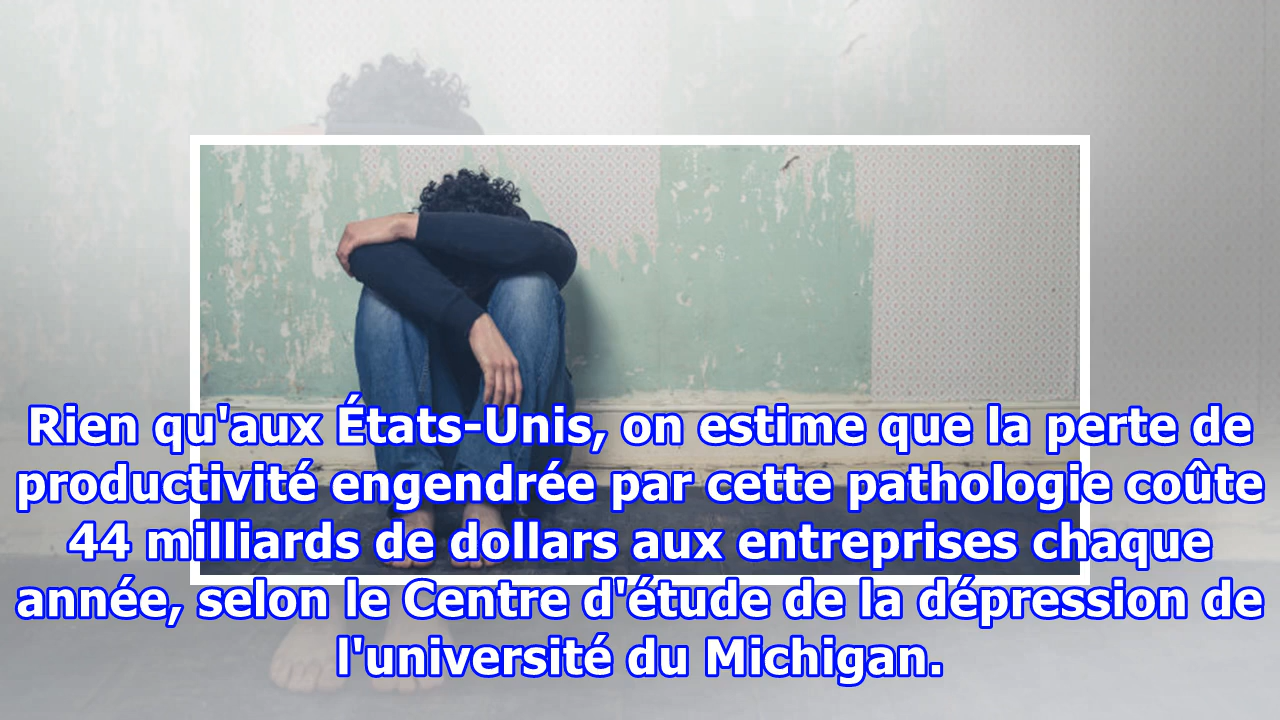 Rien qu'aux États-Unis, on estime que la perte de
productivité engendrée par cette pathologie coûte
44 milliards de dollars aux entreprises chaque
année, selon le Centre d'étude de la dépression de
l'université du Michigan.